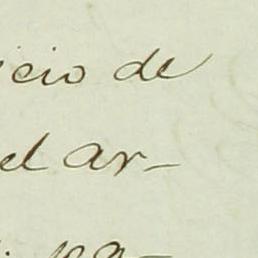 icio de
el ar-